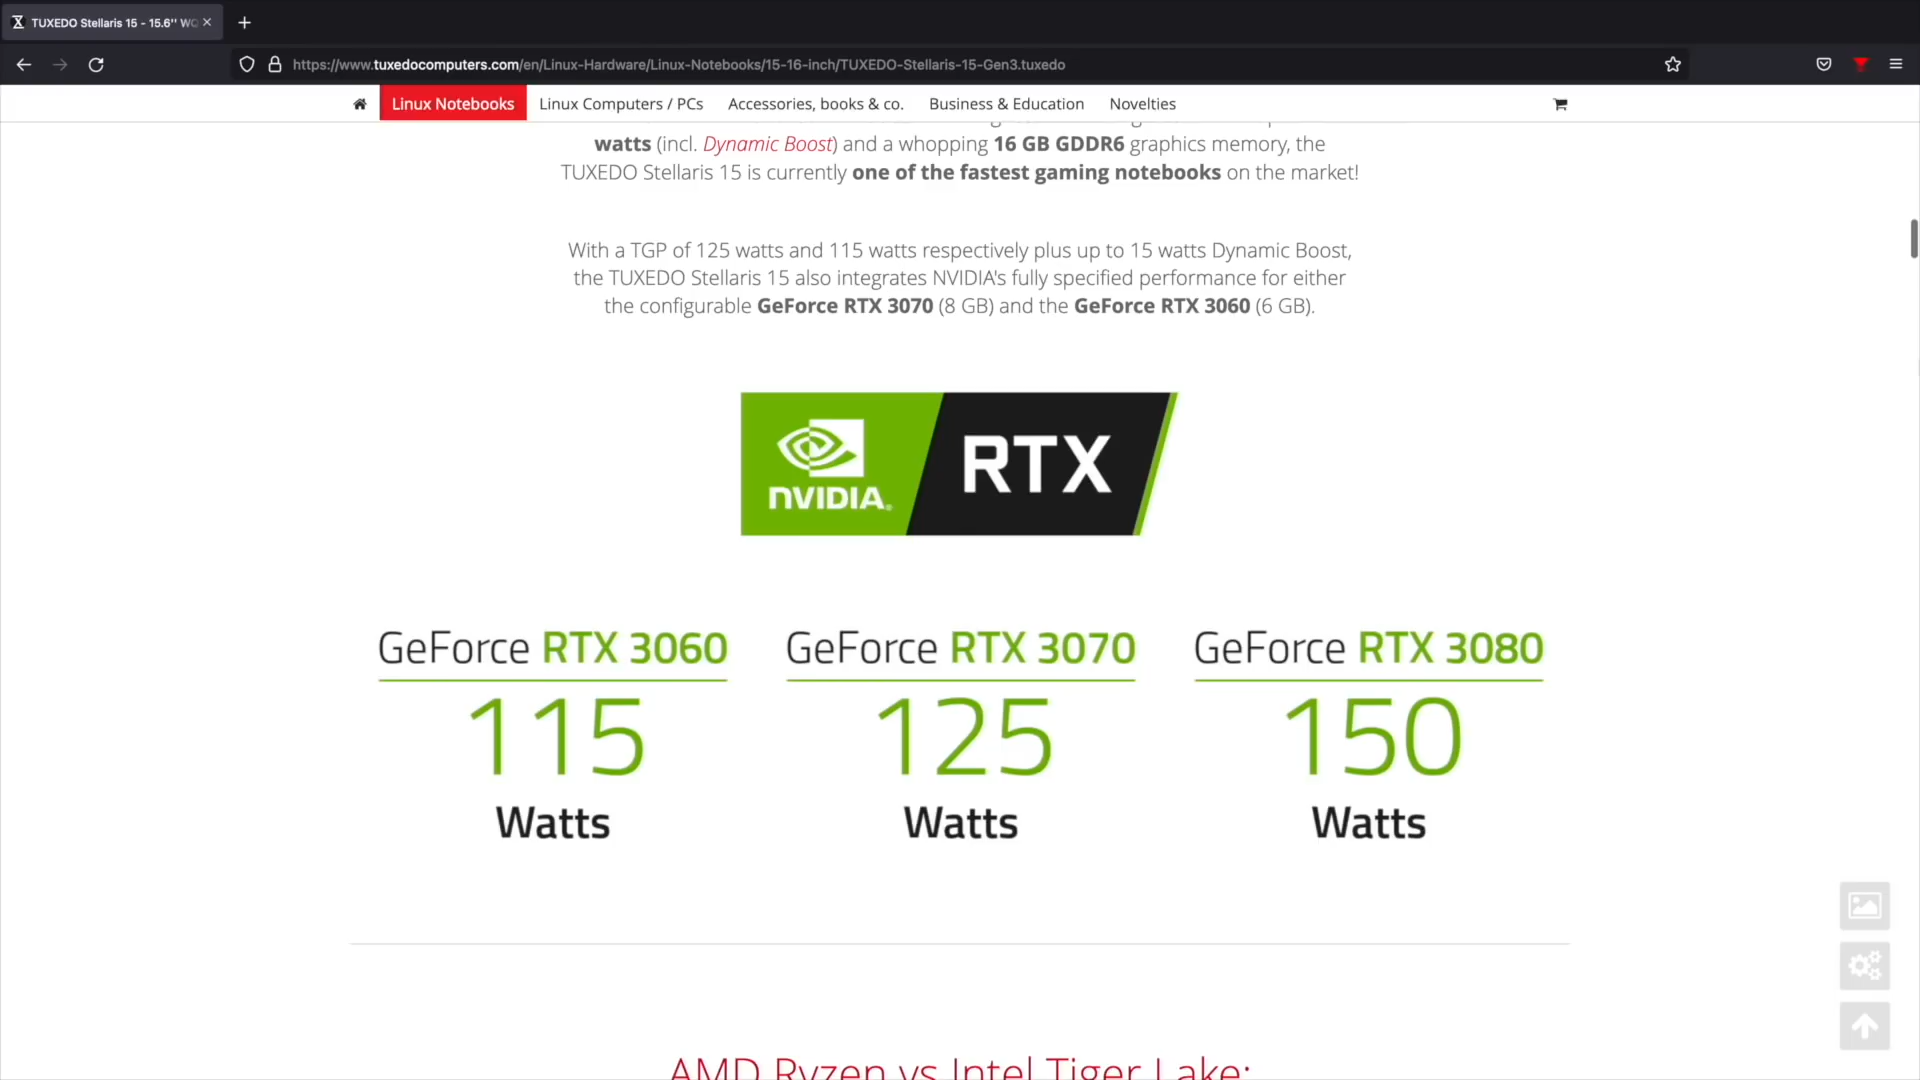 TUXEDO Stellaris 15 - 15.6'' WQ
https://www.tuxedocomputers.com/en/Linux-Hardware/Linux-Notebooks/15-16-inch/TUXEDO-Stellaris-15-Gen3.tuxedo
Linux Notebooks Linux Computers / PCs Accessories, books & co. Business & Education Novelties
watts (incl. Dynamic Boost) and a whopping 16 GB GDDR6 graphics memory, the
TUXEDO Stellaris 15 is currently one of the fastest gaming notebooks on the market!
With a TGP of 125 watts and 115 watts respectively plus up to 15 watts Dynamic Boost,
the TUXEDO Stellaris 15 also integrates NVIDIA's fully specified performance for either
the configurable GeForce RTX 3070 (8 GB) and the GeForce RTX 3060 (6 GB).
NVIDIA. RTX
GeForce RTX 3060 GeForce RTX 3070 GeForce RTX 3080
115 125 150
Watts Watts Watts
AMD Ryzen vs Intel Tiger Lake: